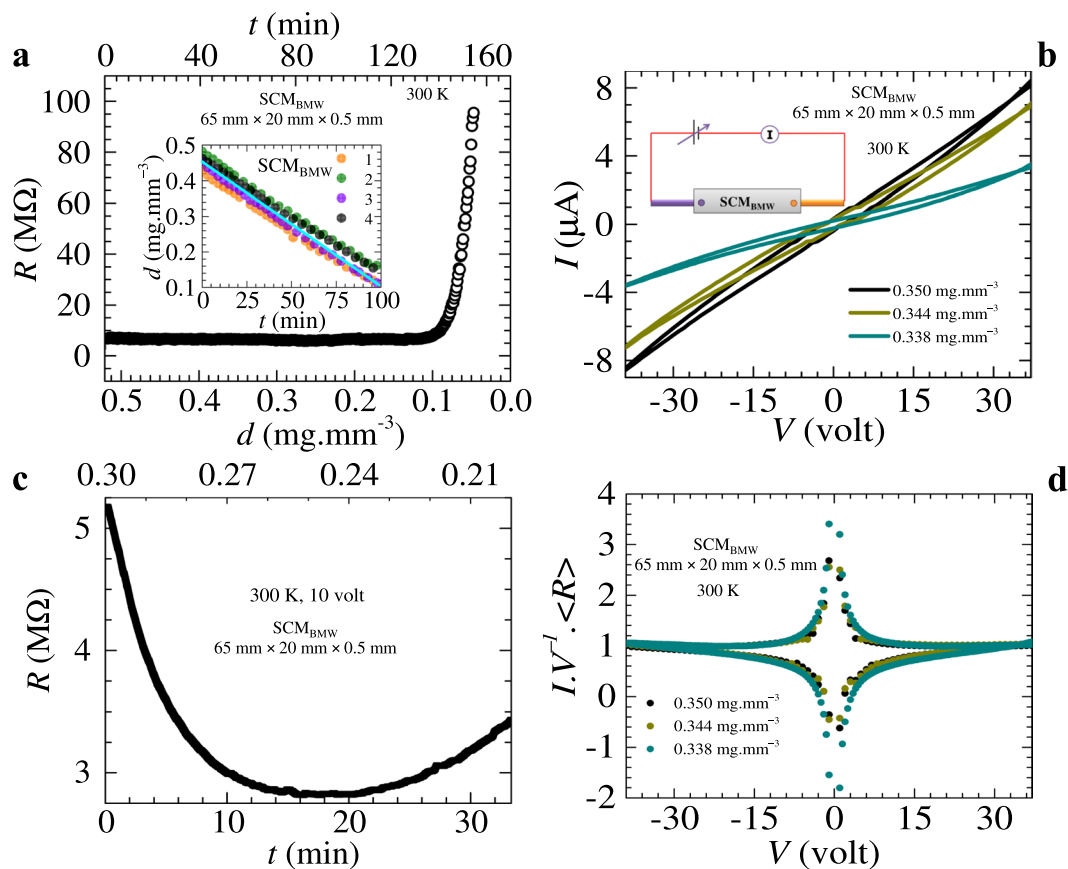 a
t (min)
0 40 80 120 160
R (MΩ)
100
80
60
40
20
0
SCM_BMW
65 mm × 20 mm × 0.5 mm
300 K
d (mg.mm⁻³)
0.5
0.4
0.3
0.2
0.1
SCM_BMW
1
2
3
4
0 25 50 75 100
t (min)
0.5 0.4 0.3 0.2 0.1 0.0
d (mg.mm⁻³)
b
I (μA)
8
4
0
-4
-8
SCM_BMW
65 mm × 20 mm × 0.5 mm
300 K
I
SCM_BMW
0.350 mg.mm⁻³
0.344 mg.mm⁻³
0.338 mg.mm⁻³
-30 -15 0 15 30
V (volt)
c
0.30 0.27 0.24 0.21
R (MΩ)
5
4
3
300 K, 10 volt
SCM_BMW
65 mm × 20 mm × 0.5 mm
0 10 20 30
t (min)
d
I.V⁻¹.<R>
4
3
2
1
0
-1
-2
SCM_BMW
65 mm × 20 mm × 0.5 mm
300 K
0.350 mg.mm⁻³
0.344 mg.mm⁻³
0.338 mg.mm⁻³
-30 -15 0 15 30
V (volt)